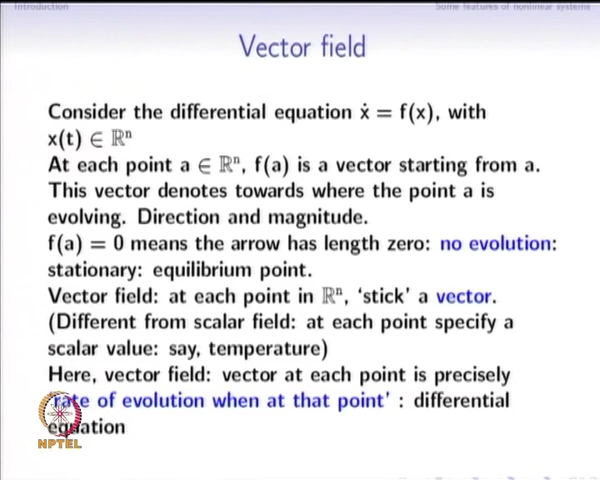 Introduction
Some features of nonlinear systems
Vector field
Consider the differential equation ẋ = f(x), with
x(t) ∈ ℝⁿ
At each point a ∈ ℝⁿ, f(a) is a vector starting from a.
This vector denotes towards where the point a is
evolving. Direction and magnitude.
f(a) = 0 means the arrow has length zero: no evolution:
stationary: equilibrium point.
Vector field: at each point in ℝⁿ, ‘stick’ a vector.
(Different from scalar field: at each point specify a
scalar value: say, temperature)
Here, vector field: vector at each point is precisely
‘rate of evolution when at that point’ : differential
equation
NPTEL